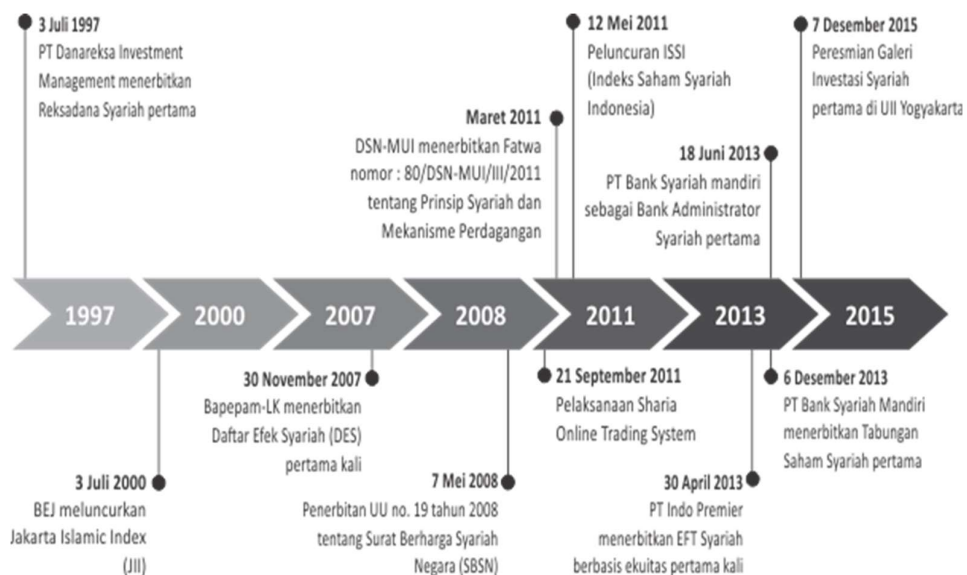 3 Juli 1997
PT Danareksa Investment
Management menerbitkan
Reksadana Syariah pertama
12 Mei 2011
Peluncuran ISSI
(Indeks Saham Syariah
Indonesia)
7 Desember 2015
Peresmian Galeri
Investasi Syariah
pertama di UII Yogyakarta
Maret 2011
DSN-MUI menerbitkan Fatwa
nomor : 80/DSN-MUI/III/2011
tentang Prinsip Syariah dan
Mekanisme Perdagangan
18 Juni 2013
PT Bank Syariah mandiri
sebagai Bank Administrator
Syariah pertama
1997
2000
2007
2008
2011
2013
2015
30 November 2007
Bapepam-LK menerbitkan
Daftar Efek Syariah (DES)
pertama kali
21 September 2011
Pelaksanaan Sharia
Online Trading System
6 Desember 2013
PT Bank Syariah Mandiri
menerbitkan Tabungan
Saham Syariah pertama
3 Juli 2000
BEJ meluncurkan
Jakarta Islamic Index
(JII)
7 Mei 2008
Penerbitan UU no. 19 tahun 2008
tentang Surat Berharga Syariah
Negara (SBSN)
30 April 2013
PT Indo Premier
menerbitkan EFT Syariah
berbasis ekuitas pertama kali